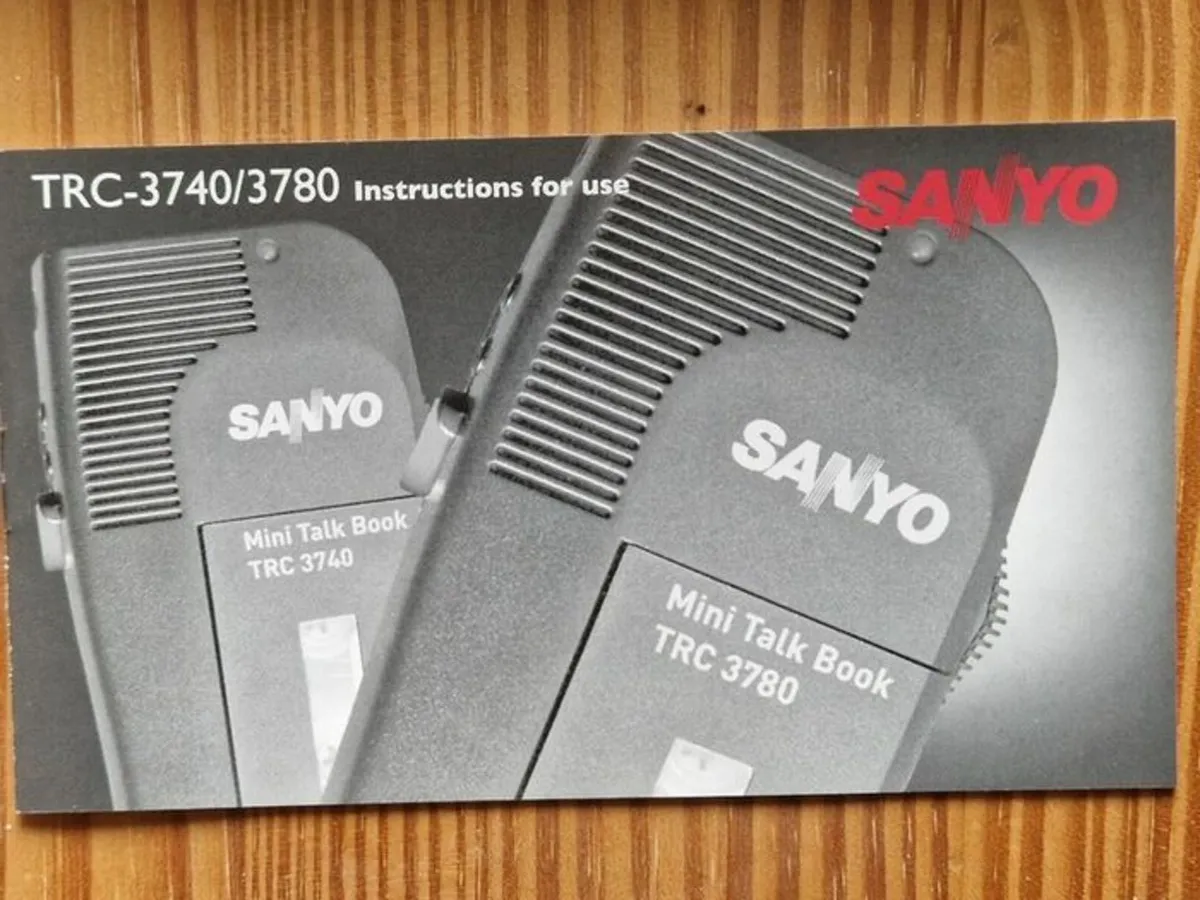 TRC-3740/3780 Instructions for use
SANYO
SANYO
Mini Talk Book
TRC 3740
SANYO
Mini Talk Book
TRC 3780